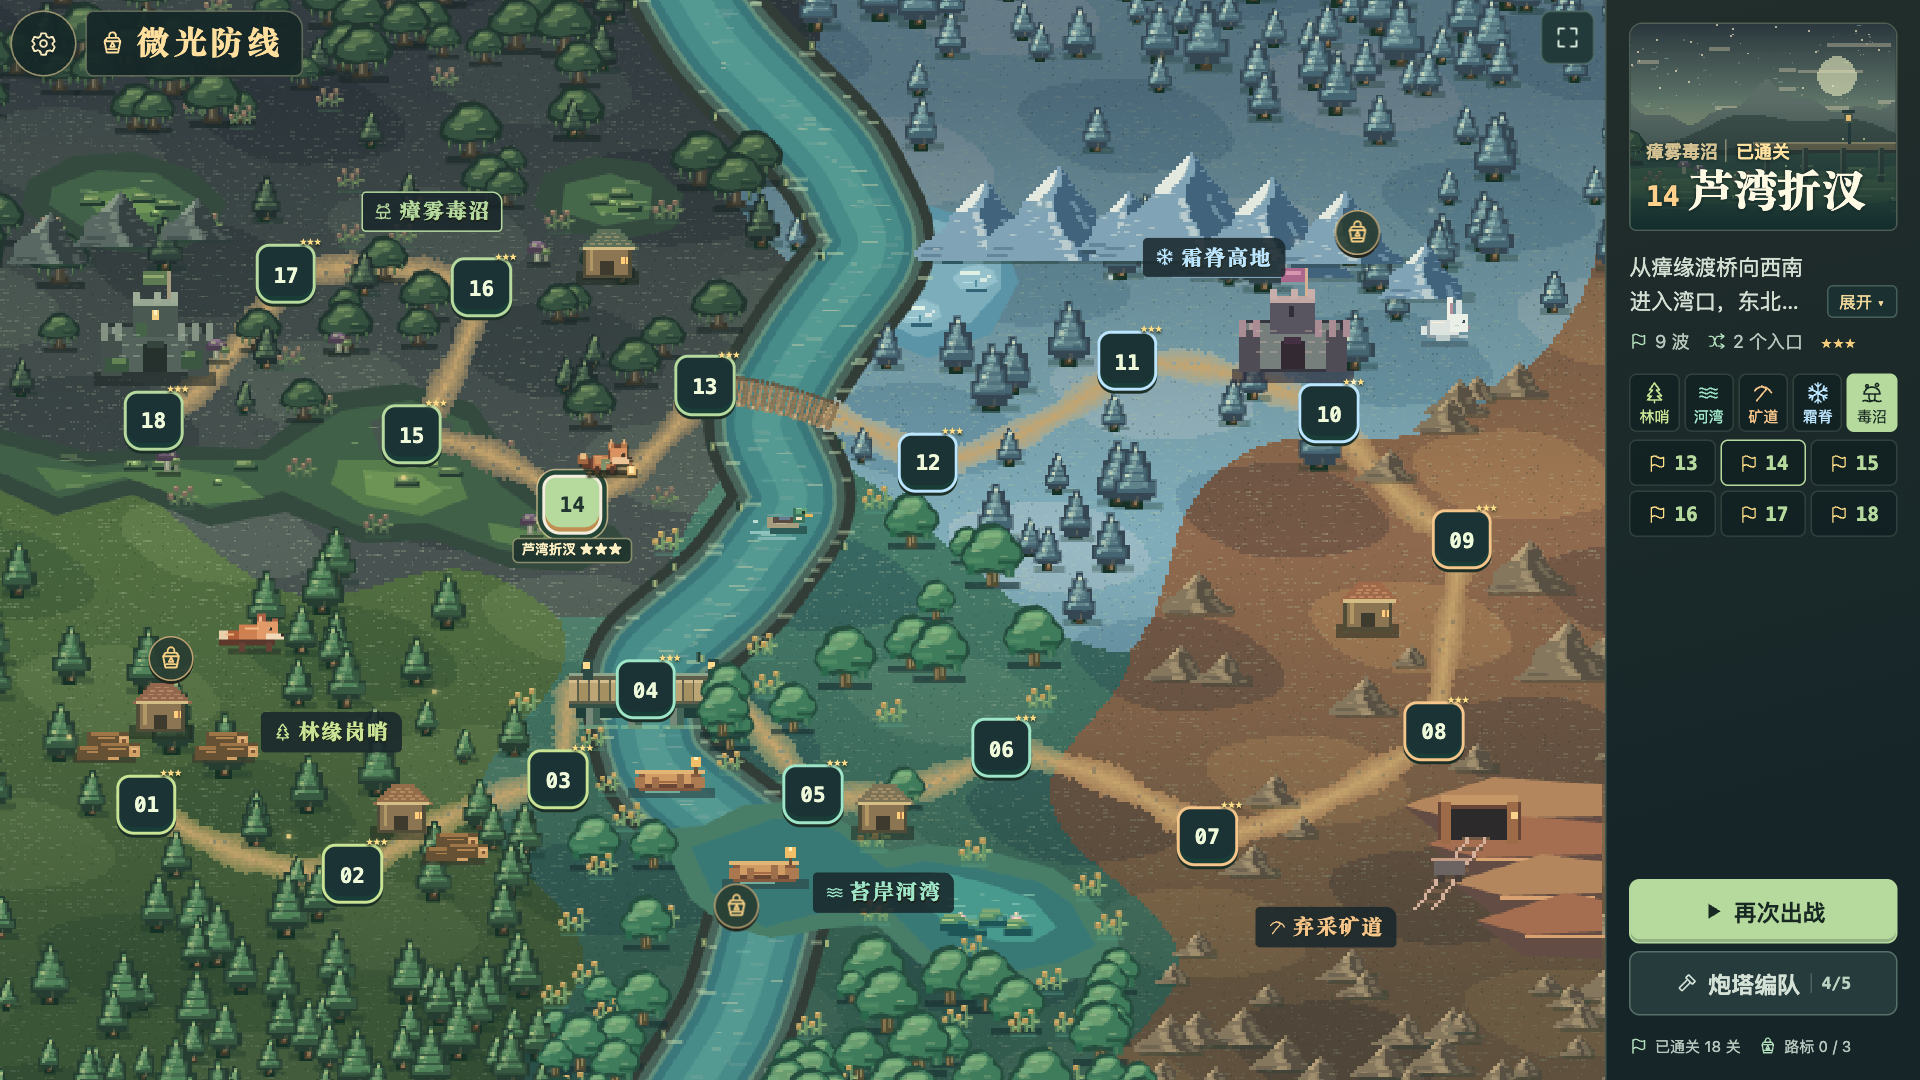 微光防线
瘴雾毒沼
霜脊高地
17
16
18
15
13
14
芦湾折汊 ★★★
12
11
10
09
08
07
06
05
04
03
02
01
林缘岗哨
苔岸河湾
弃采矿道
瘴雾毒沼 | 已通关
14 芦湾折汊
从瘴缘渡桥向西南
进入湾口，东北...
展开 ▾
9 波 2 个入口 ★★★
林哨 河湾 矿道 霜脊 毒沼
13 14 15
16 17 18
▶ 再次出战
炮塔编队 | 4/5
已通关 18 关 路标 0 / 3